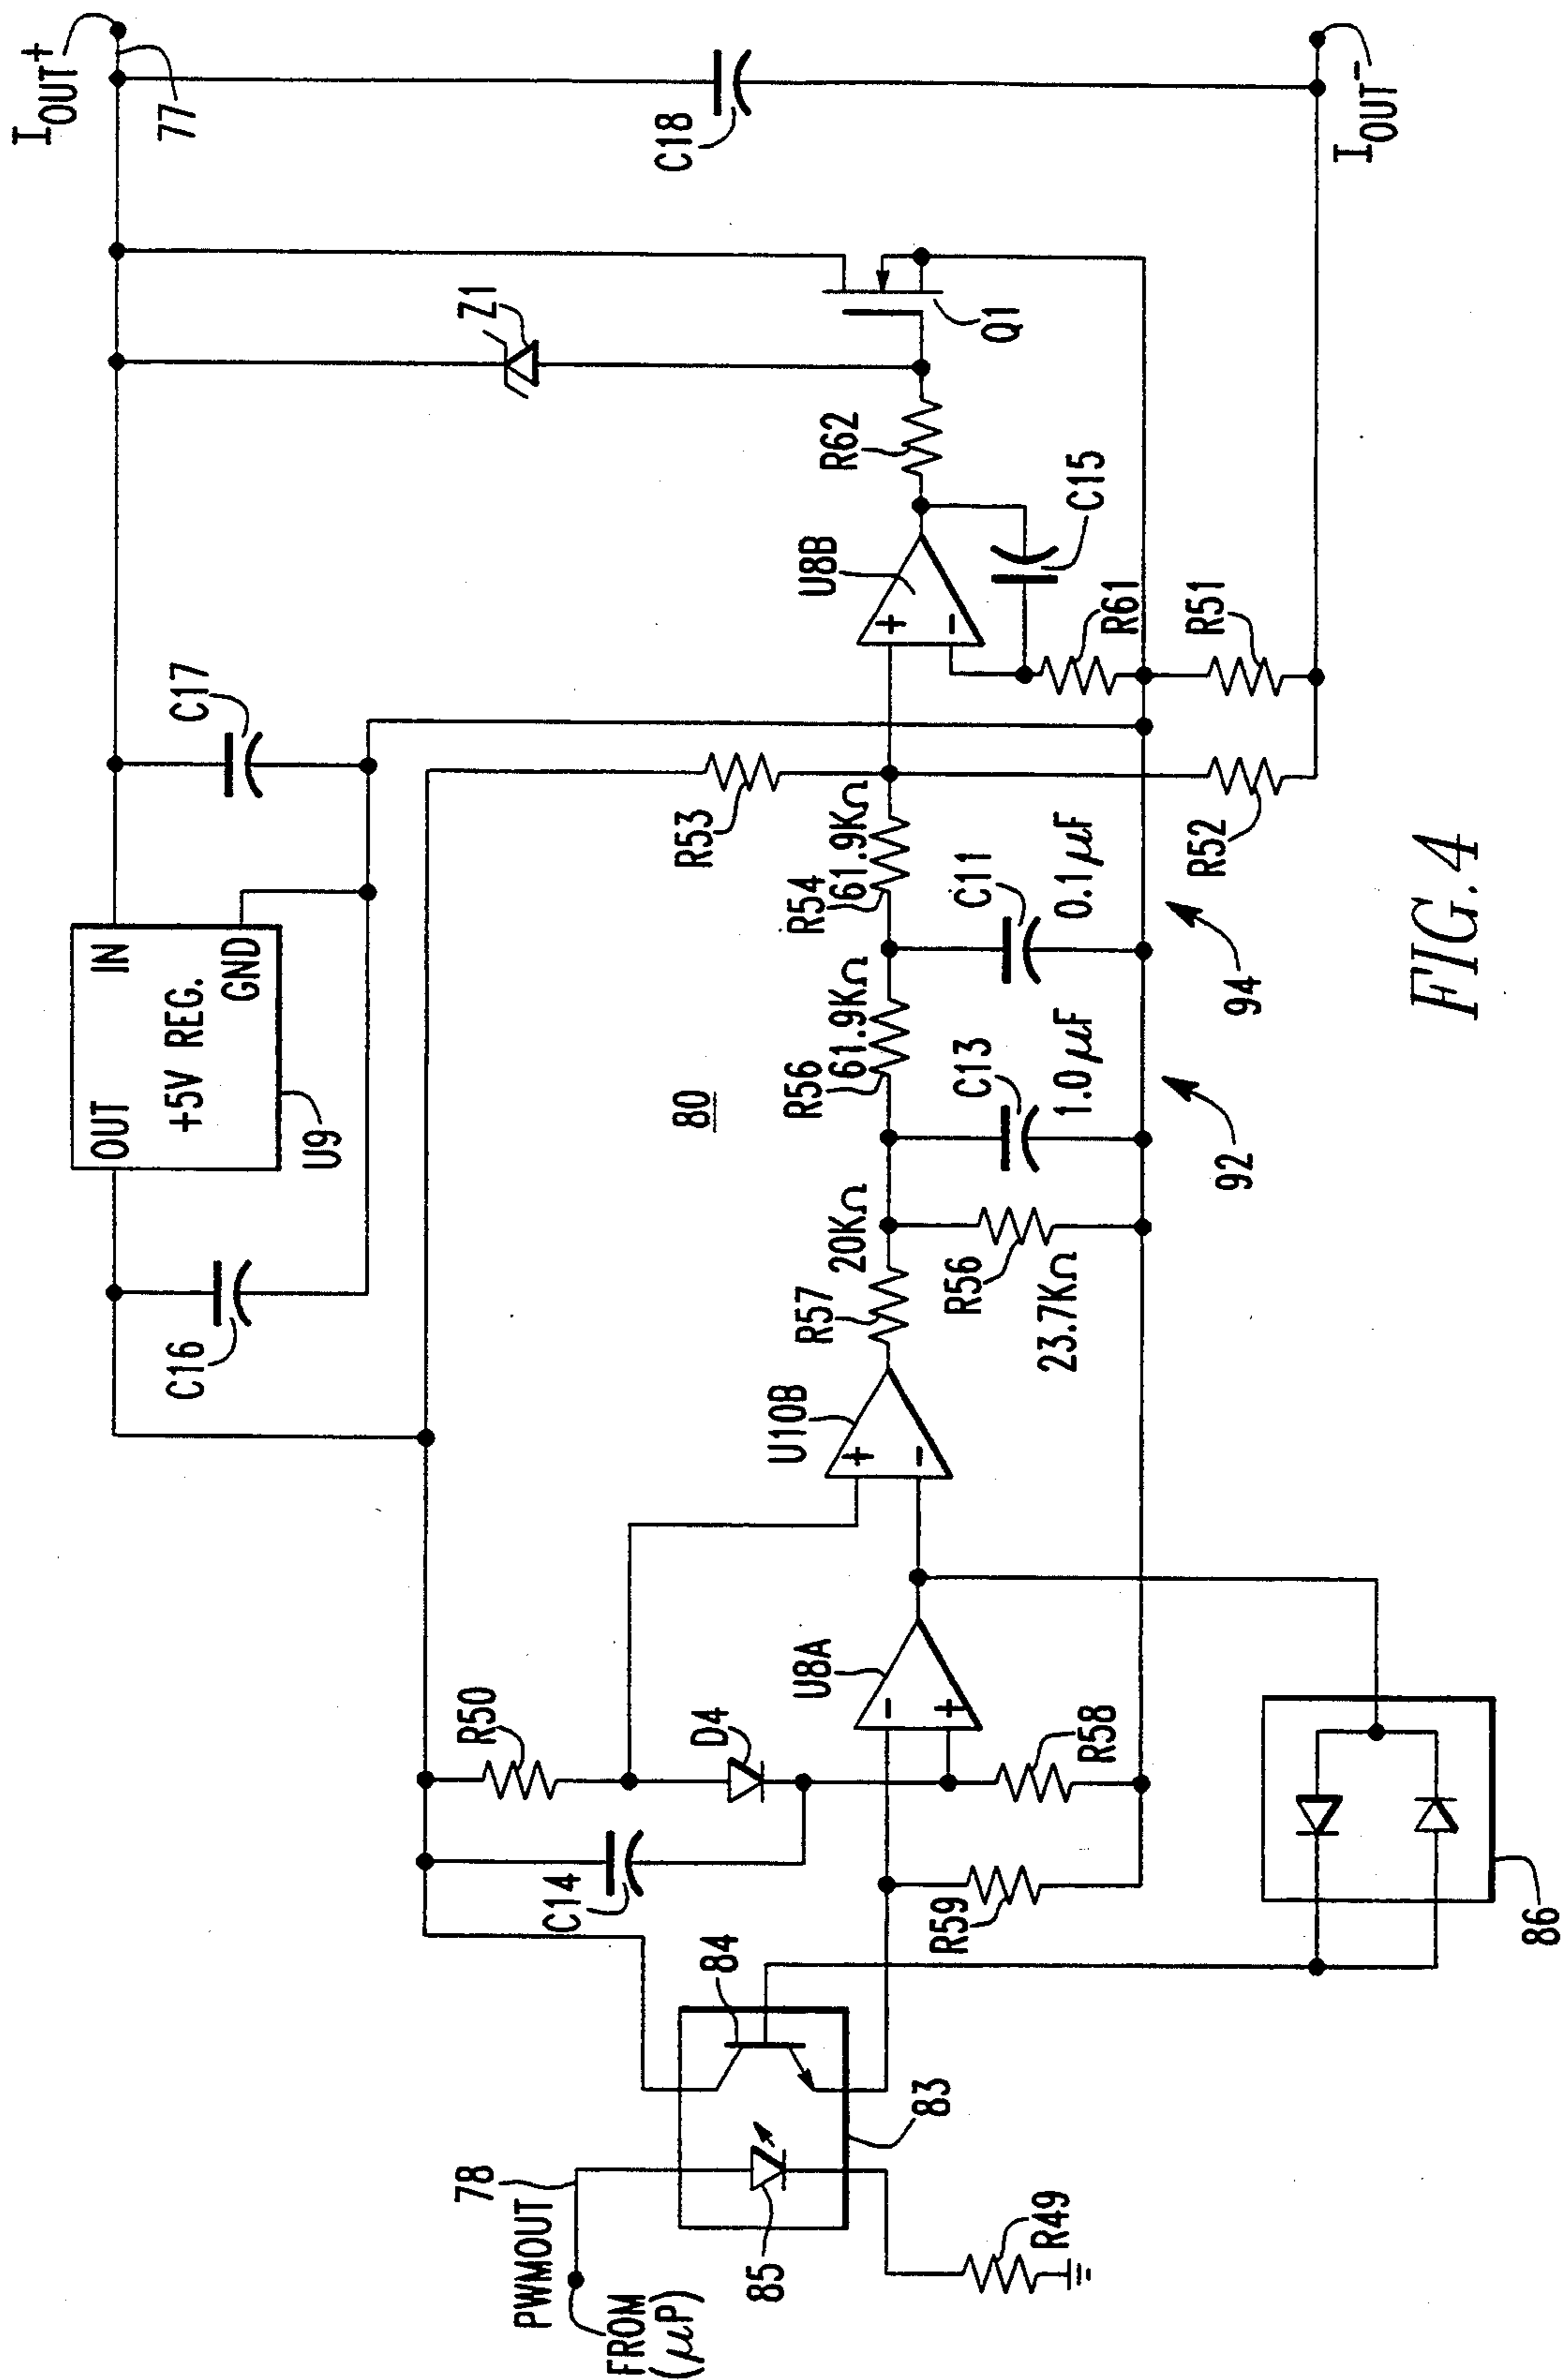 I OUT +
77
C18
I OUT -
Z1
Q1
R62
U8B
C15
R61
R51
C17
IN
OUT
+5V REG.
GND
U9
C16
R53
R54
61.9KΩ
C11
0.1μF
R52
94
80
R56
61.9KΩ
C13
1.0μF
92
20KΩ
R57
R56
23.7KΩ
U10B
+
-
+
-
U8A
-
+
R50
D4
R58
C14
R59
86
84
83
78
PWMOUT
FROM
(μP)
85
R49
FIG.4